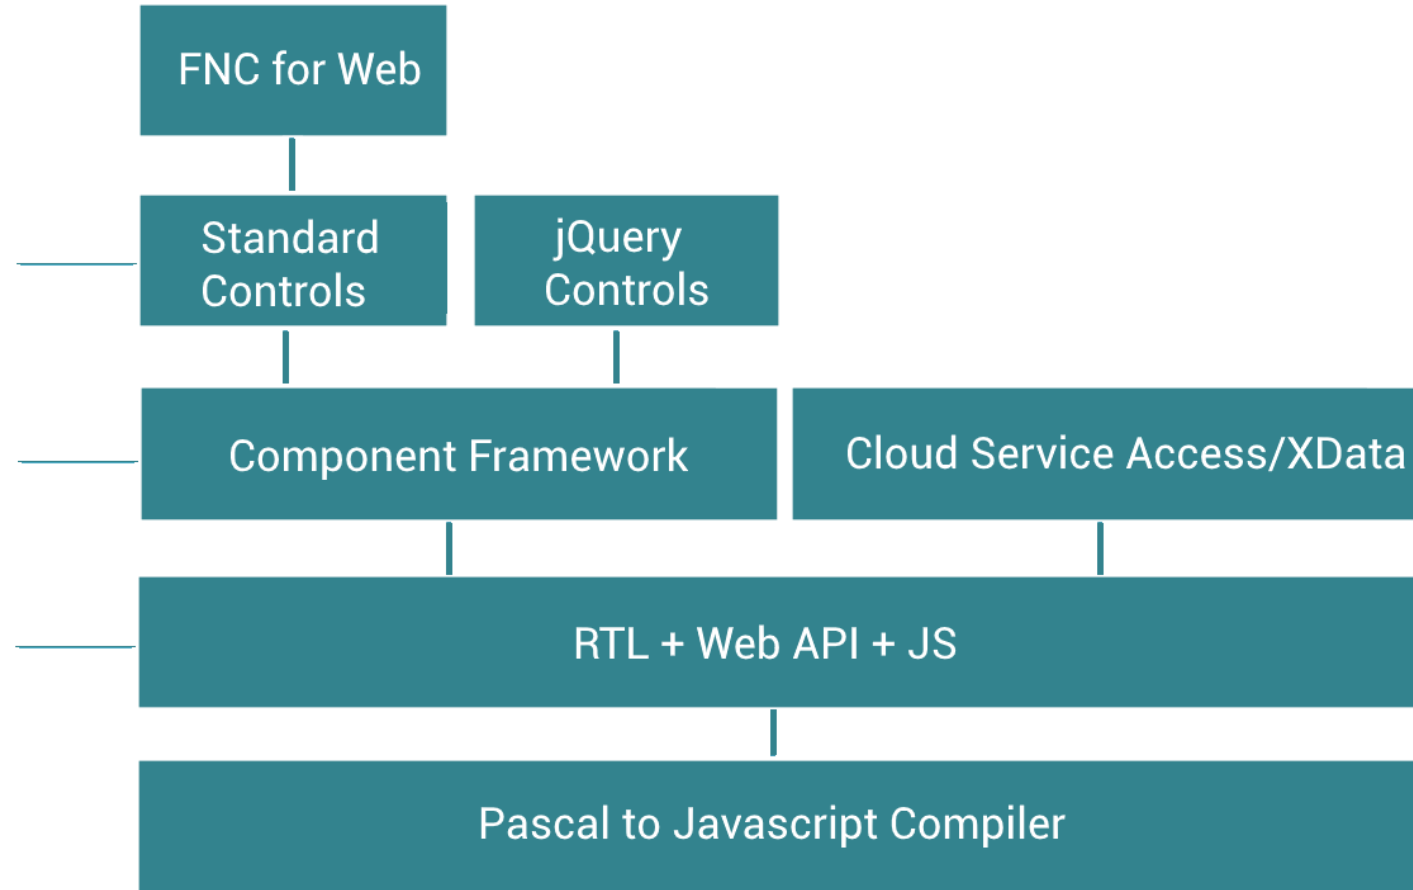 FNC for Web
Standard
Controls
jQuery
Controls
Component Framework
Cloud Service Access/XData
RTL + Web API + JS
Pascal to Javascript Compiler